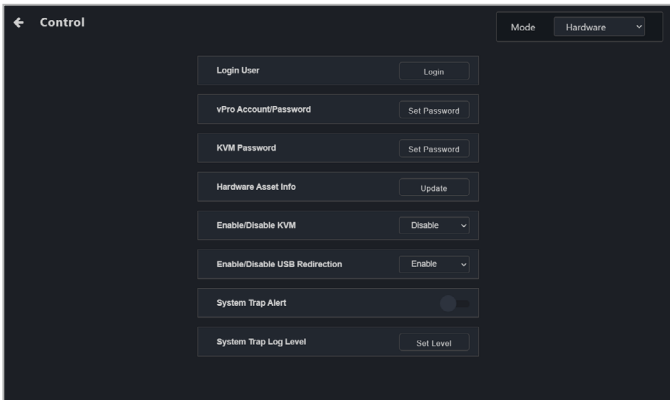 Control
Mode Hardware
Login User Login
vPro Account/Password Set Password
KVM Password Set Password
Hardware Asset Info Update
Enable/Disable KVM Disable
Enable/Disable USB Redirection Enable
System Trap Alert
System Trap Log Level Set Level